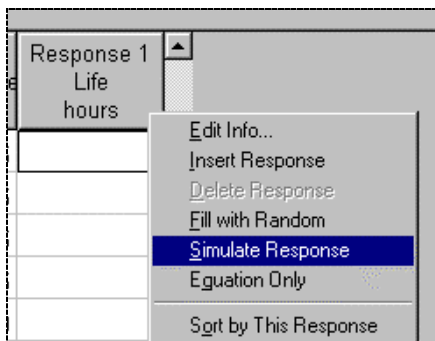 Response 1
Life
hours
Edit Info...
Insert Response
Delete Response
Fill with Random
Simulate Response
Equation Only
Sort by This Response